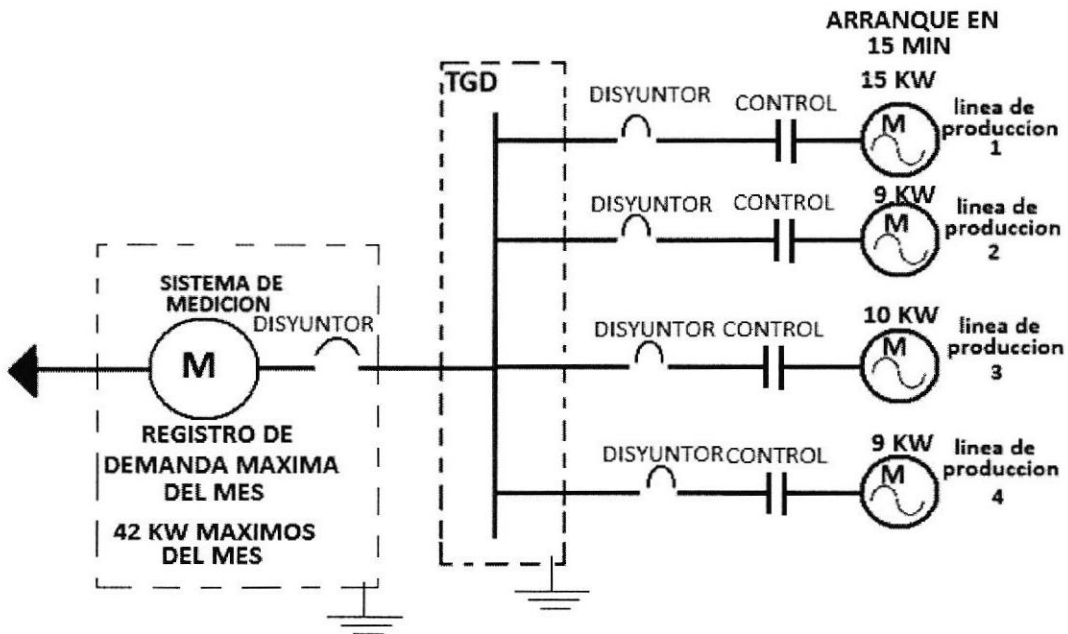 ARRANQUE EN
15 MIN
TGD
DISYUNTOR
CONTROL
15 KW
M
linea de
produccion
1
DISYUNTOR
CONTROL
9 KW
M
linea de
produccion
2
SISTEMA DE
MEDICION
DISYUNTOR
M
REGISTRO DE
DEMANDA MAXIMA
DEL MES
42 KW MAXIMOS
DEL MES
DISYUNTOR
CONTROL
10 KW
M
linea de
produccion
3
DISYUNTOR
CONTROL
9 KW
M
linea de
produccion
4